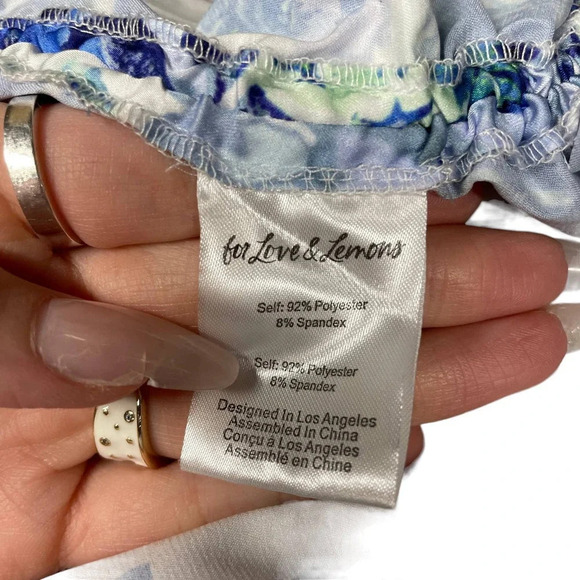 for Love & Lemons
Self: 92% Polyester
8% Spandex
Self: 92% Polyester
8% Spandex
Designed In Los Angeles
Assembled In China
Conçu à Los Angeles
Assemblé en Chine